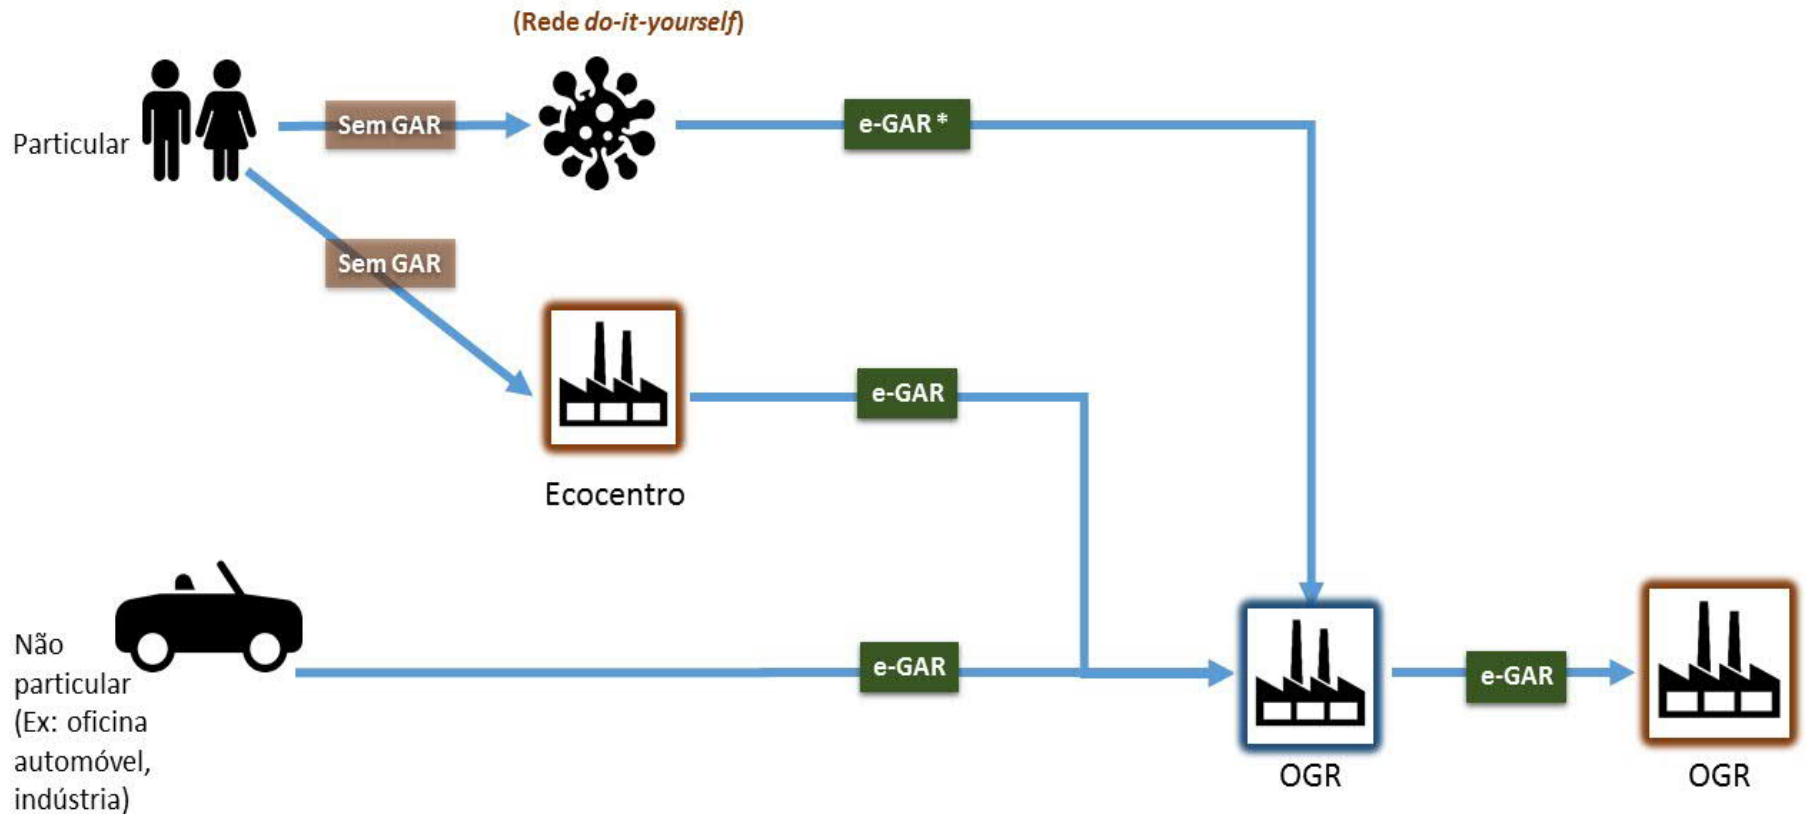 (Rede do-it-yourself)
Particular
Sem GAR
e-GAR *
Sem GAR
e-GAR
Ecocentro
Não
particular
(Ex: oficina
automóvel,
indústria)
e-GAR
e-GAR
OGR
OGR